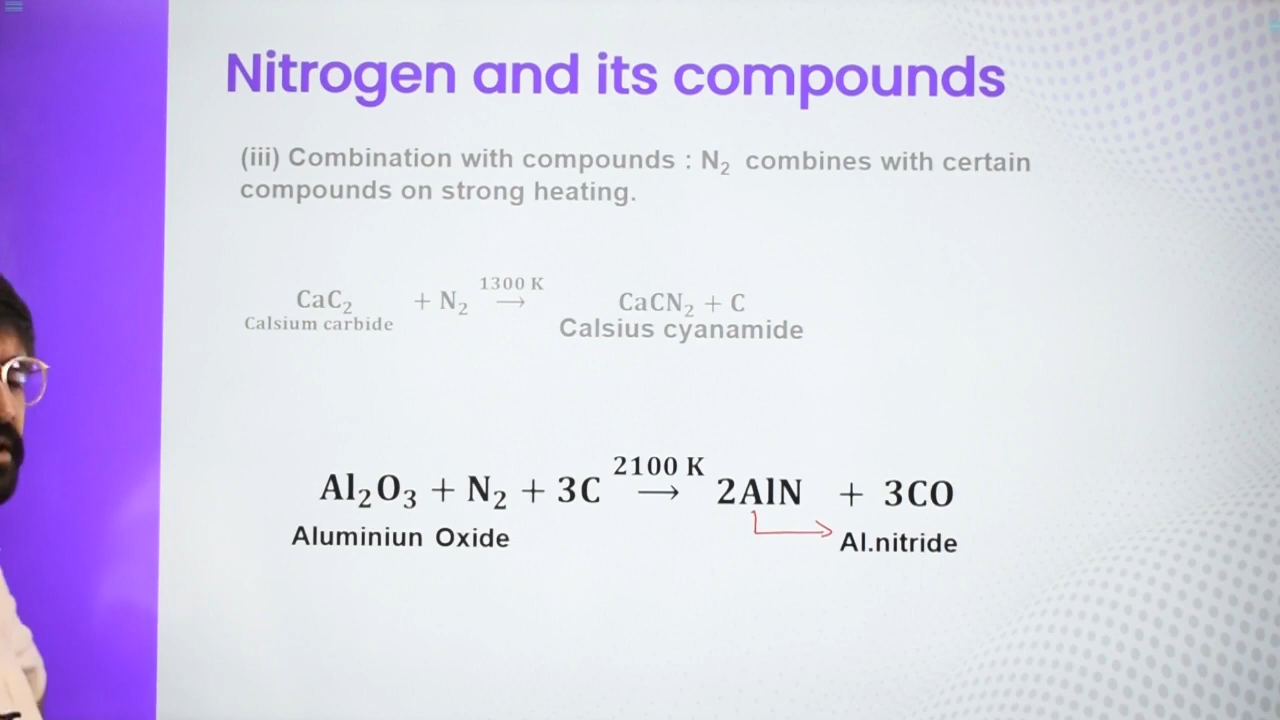 Nitrogen and its compounds
(iii) Combination with compounds : N₂ combines with certain
compounds on strong heating.
CaC₂ + N₂ 1300 K → CaCN₂ + C
Calsium carbide Calsius cyanamide
Al₂O₃ + N₂ + 3C 2100 K → 2AlN + 3CO
Aluminiun Oxide Al.nitride